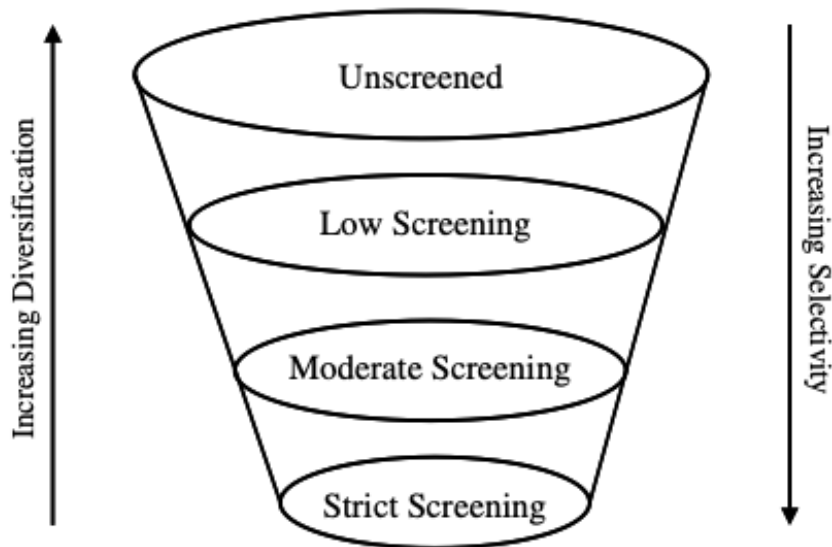 Unscreened
Low Screening
Moderate Screening
Strict Screening
Increasing Diversification
Increasing Selectivity